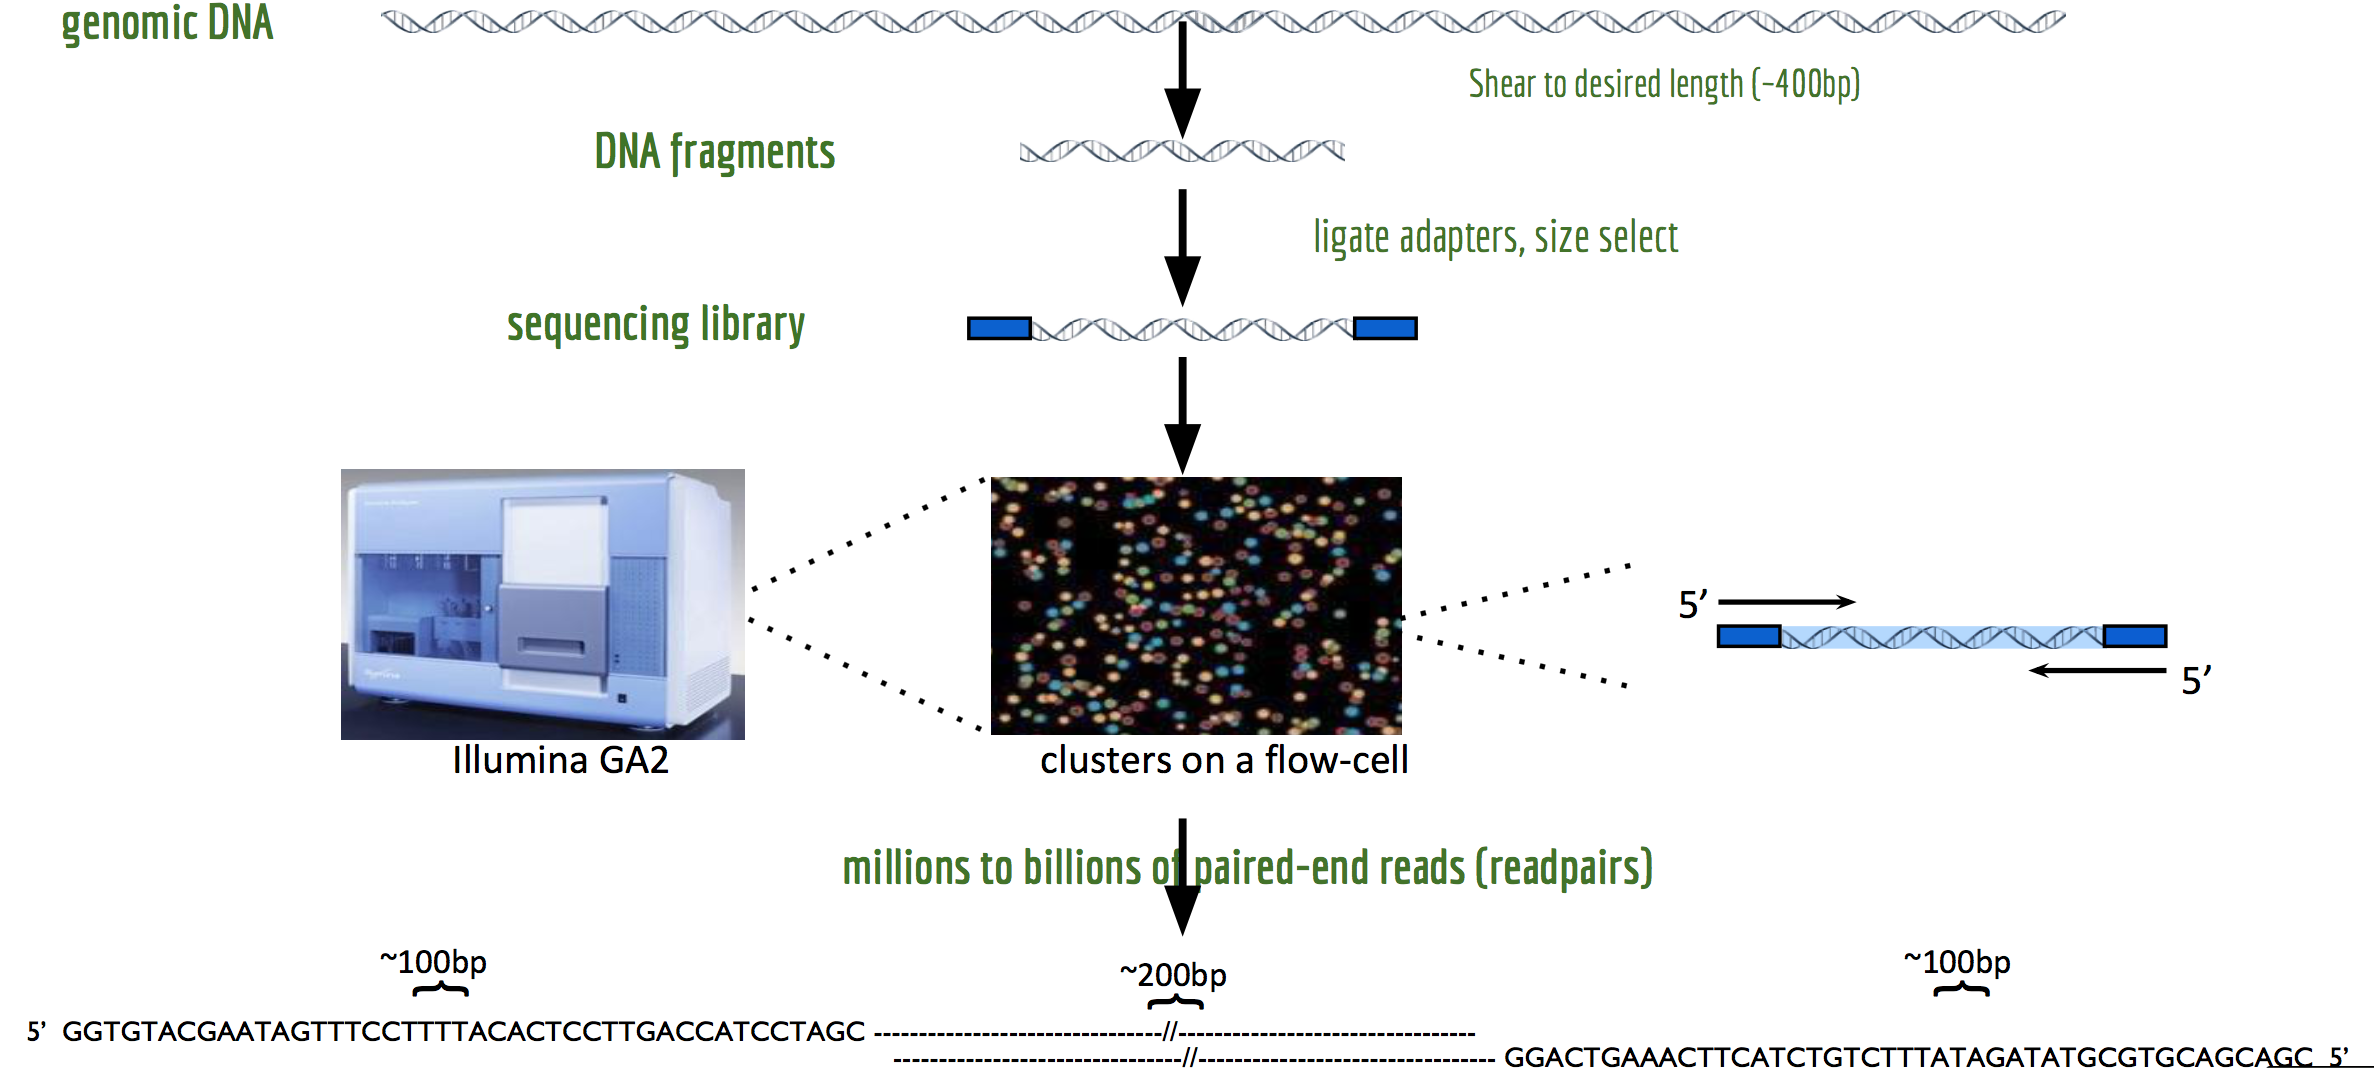 genomic DNA
Shear to desired length (~400bp)
DNA fragments
ligate adapters, size select
sequencing library
5’
5’
Illumina GA2
clusters on a flow-cell
millions to billions of paired-end reads (readpairs)
~100bp
~200bp
~100bp
5’ GGTGTACGAATAGTTTCCTTTTACACTCCTTGACCATCCTAGC --------------------------------//---------------------------------
--------------------------------//--------------------------------- GGACTGAAACTTCATCTGTCTTTATAGATATGCGTGCAGCAGC 5’